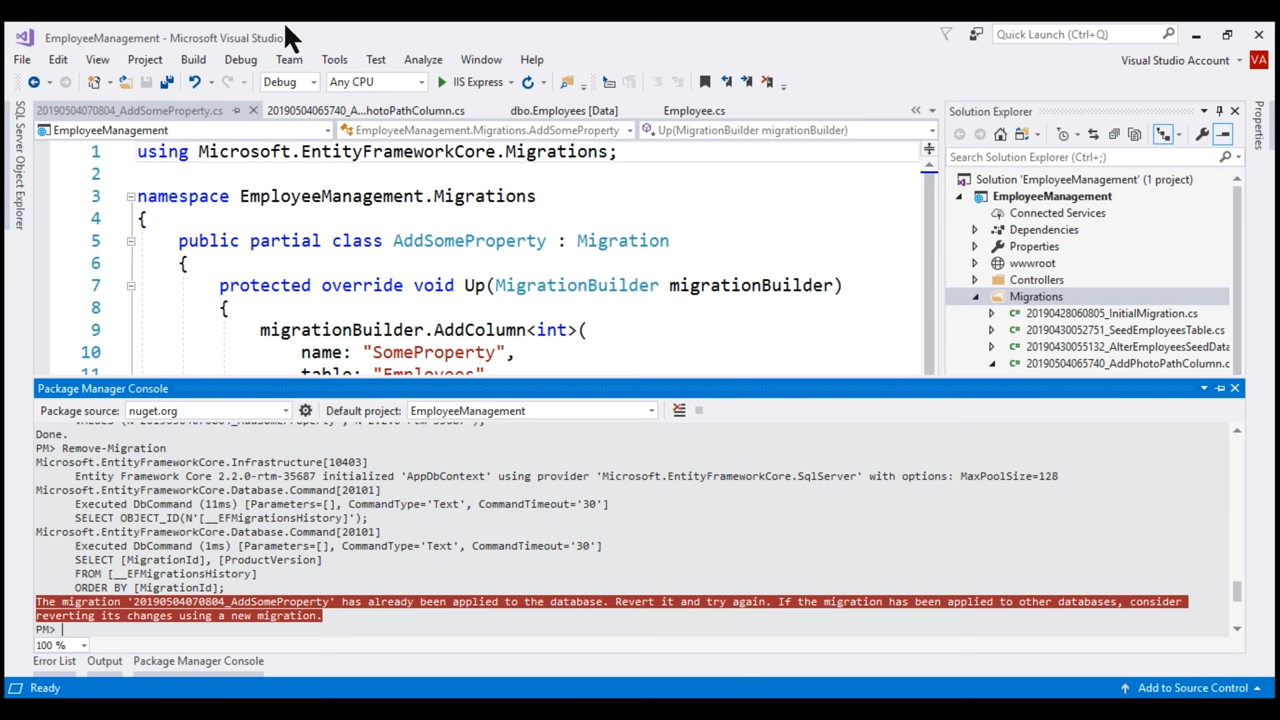 EmployeeManagement - Microsoft Visual Studio
Quick Launch (Ctrl+Q)
File Edit View Project Build Debug Team Tools Test Analyze Window Help
Visual Studio Account VA
Debug Any CPU IIS Express
20190504070804_AddSomeProperty.cs 20190504065740_A...hotoPathColumn.cs dbo.Employees [Data] Employee.cs
EmployeeManagement EmployeeManagement.Migrations.AddSomeProperty Up(MigrationBuilder migrationBuilder)
SQL Server Object Explorer
1 using Microsoft.EntityFrameworkCore.Migrations;
2
3 namespace EmployeeManagement.Migrations
4 {
5 public partial class AddSomeProperty : Migration
6 {
7 protected override void Up(MigrationBuilder migrationBuilder)
8 {
9 migrationBuilder.AddColumn<int>(
10 name: "SomeProperty",
11 table: "Employees"
Solution Explorer
Search Solution Explorer (Ctrl+;)
Solution 'EmployeeManagement' (1 project)
EmployeeManagement
Connected Services
Dependencies
Properties
wwwroot
Controllers
Migrations
20190428060805_InitialMigration.cs
20190430052751_SeedEmployeesTable.cs
20190430055132_AlterEmployeesSeedData
20190504065740_AddPhotoPathColumn.c
Properties
Package Manager Console
Package source: nuget.org Default project: EmployeeManagement
Done.
PM> Remove-Migration
Microsoft.EntityFrameworkCore.Infrastructure[10403]
Entity Framework Core 2.2.0-rtm-35687 initialized 'AppDbContext' using provider 'Microsoft.EntityFrameworkCore.SqlServer' with options: MaxPoolSize=128
Microsoft.EntityFrameworkCore.Database.Command[20101]
Executed DbCommand (11ms) [Parameters=[], CommandType='Text', CommandTimeout='30']
SELECT OBJECT_ID(N'[__EFMigrationsHistory]');
Microsoft.EntityFrameworkCore.Database.Command[20101]
Executed DbCommand (1ms) [Parameters=[], CommandType='Text', CommandTimeout='30']
SELECT [MigrationId], [ProductVersion]
FROM [__EFMigrationsHistory]
ORDER BY [MigrationId];
The migration '20190504070804_AddSomeProperty' has already been applied to the database. Revert it and try again. If the migration has been applied to other databases, consider
reverting its changes using a new migration.
PM>
100 %
Error List Output Package Manager Console
Ready
Add to Source Control